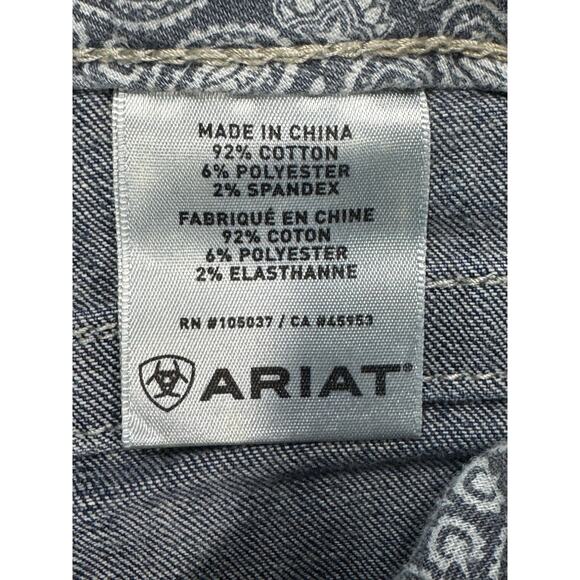 MADE IN CHINA
92% COTTON
6% POLYESTER
2% SPANDEX
FABRIQUÉ EN CHINE
92% COTON
6% POLYESTER
2% ELASTHANNE
RN #105037 / CA #45953
ARIAT®